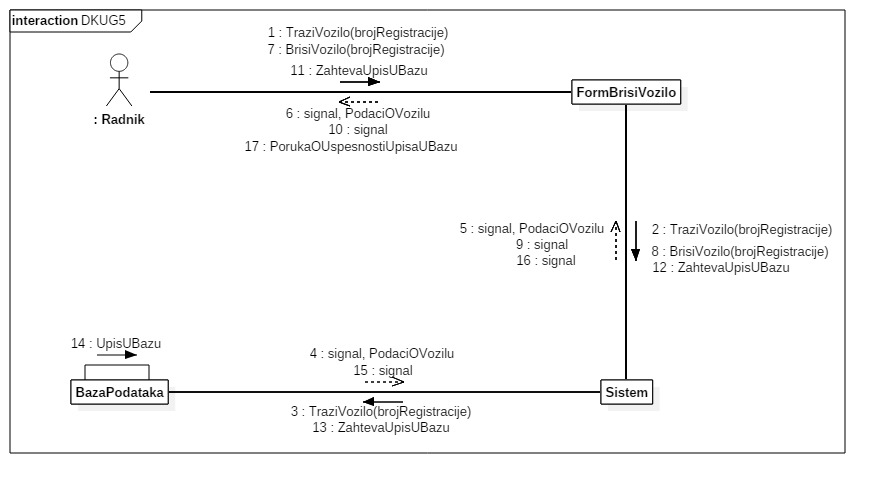 interaction DKUG5
1 : TraziVozilo(brojRegistracije)
7 : BrisiVozilo(brojRegistracije)
11 : ZahtevaUpisUBazu
: Radnik
FormBrisiVozilo
6 : signal, PodaciOVozilu
10 : signal
17 : PorukaOUspesnostiUpisaUBazu
5 : signal, PodaciOVozilu
9 : signal
16 : signal
2 : TraziVozilo(brojRegistracije)
8 : BrisiVozilo(brojRegistracije)
12 : ZahtevaUpisUBazu
14 : UpisUBazu
4 : signal, PodaciOVozilu
15 : signal
BazaPodataka
Sistem
3 : TraziVozilo(brojRegistracije)
13 : ZahtevaUpisUBazu